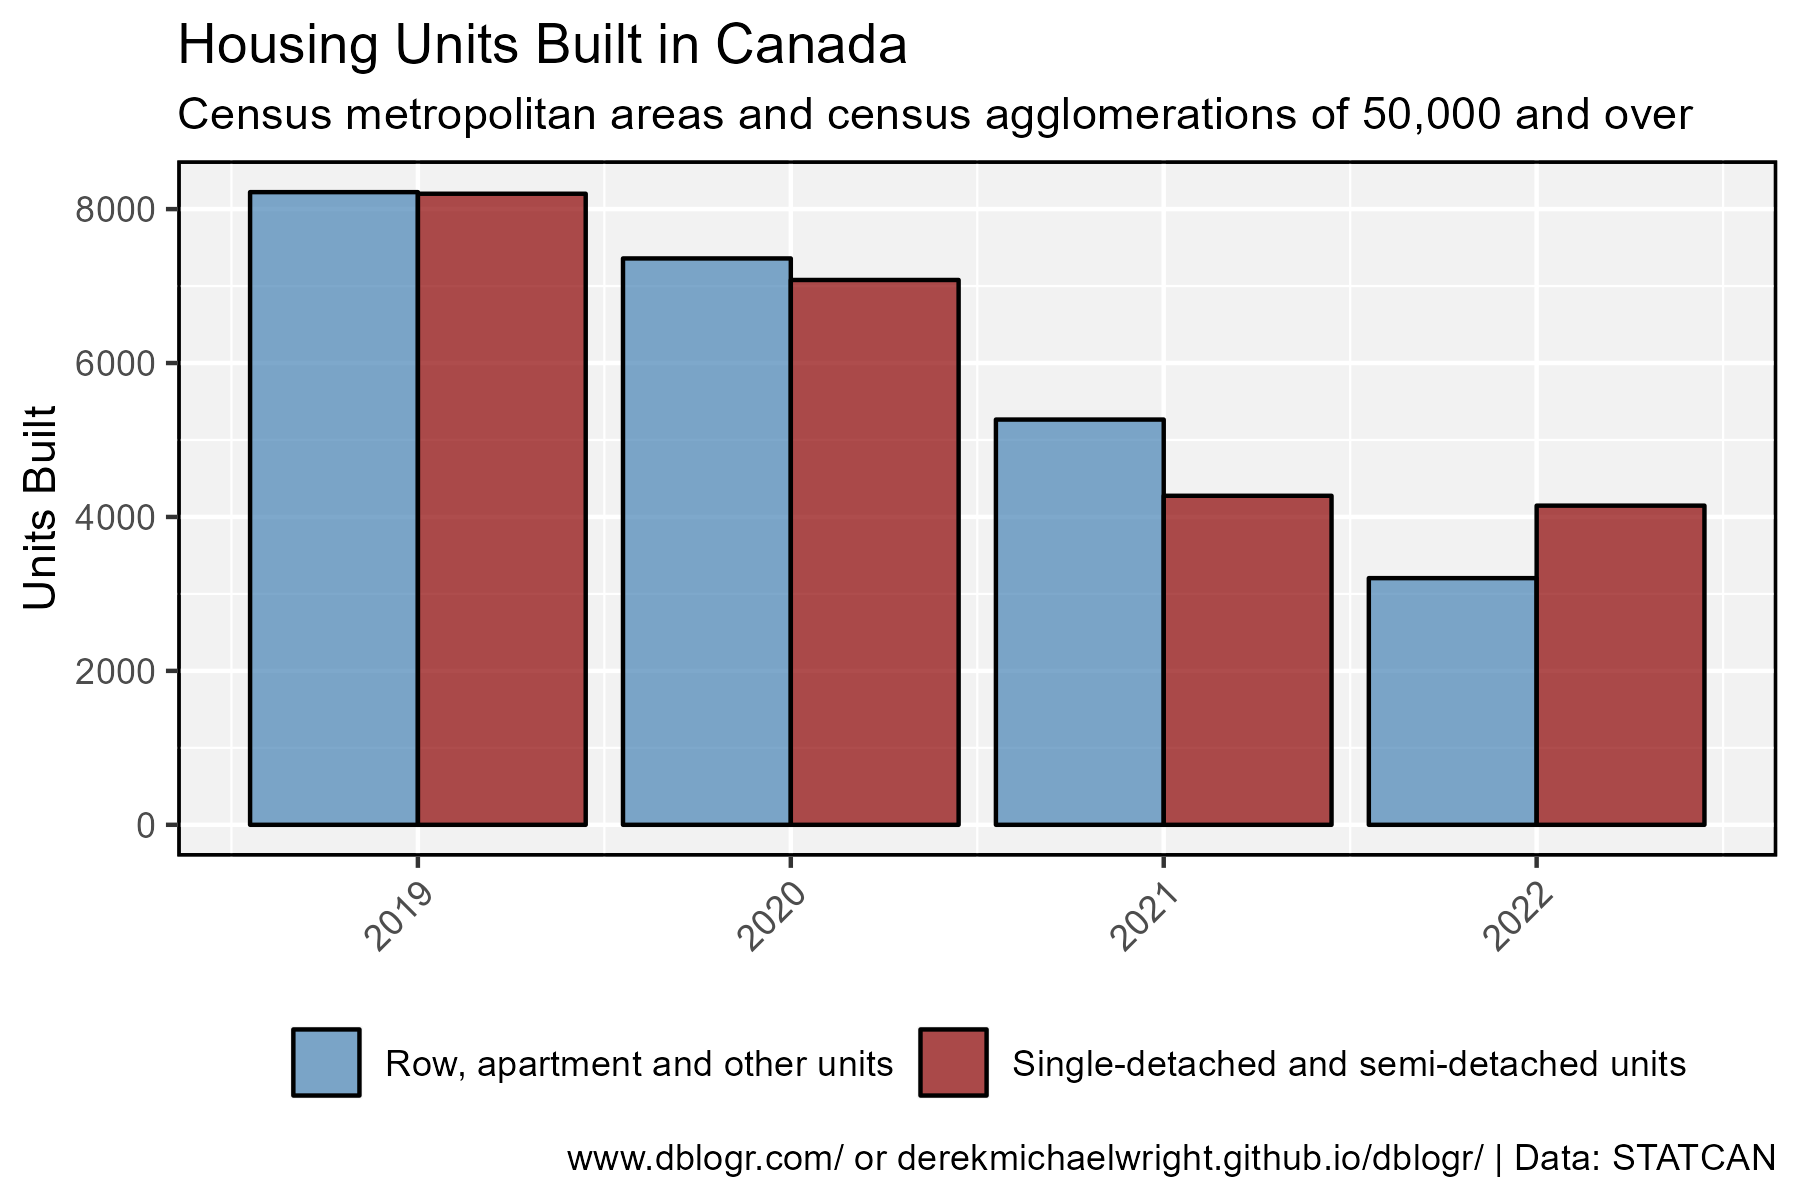 Housing Units Built in Canada
Census metropolitan areas and census agglomerations of 50,000 and over
Units Built
8000
6000
4000
2000
0
2019
2020
2021
2022
Row, apartment and other units
Single-detached and semi-detached units
www.dblogr.com/ or derekmichaelwright.github.io/dblogr/ | Data: STATCAN